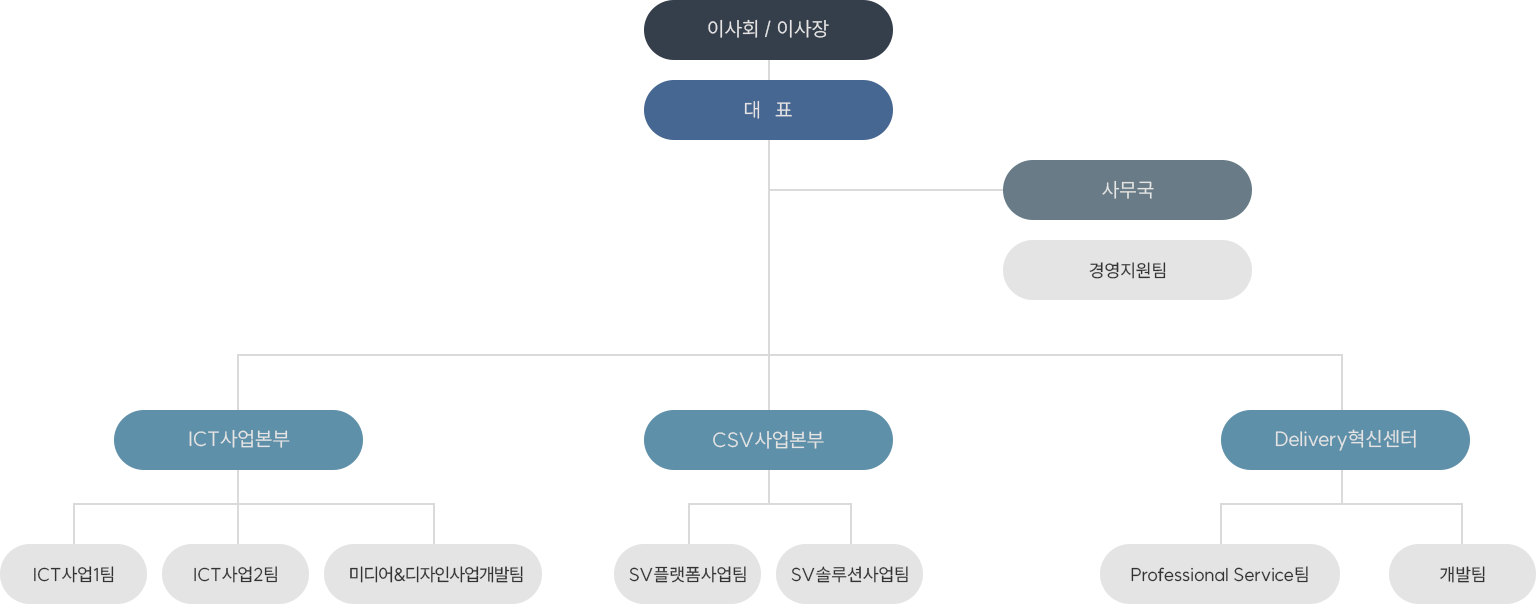 이사회 / 이사장
대 표
사무국
경영지원팀
ICT사업본부
CSV사업본부
Delivery혁신센터
ICT사업1팀
ICT사업2팀
미디어&디자인사업개발팀
SV플랫폼사업팀
SV솔루션사업팀
Professional Service팀
개발팀